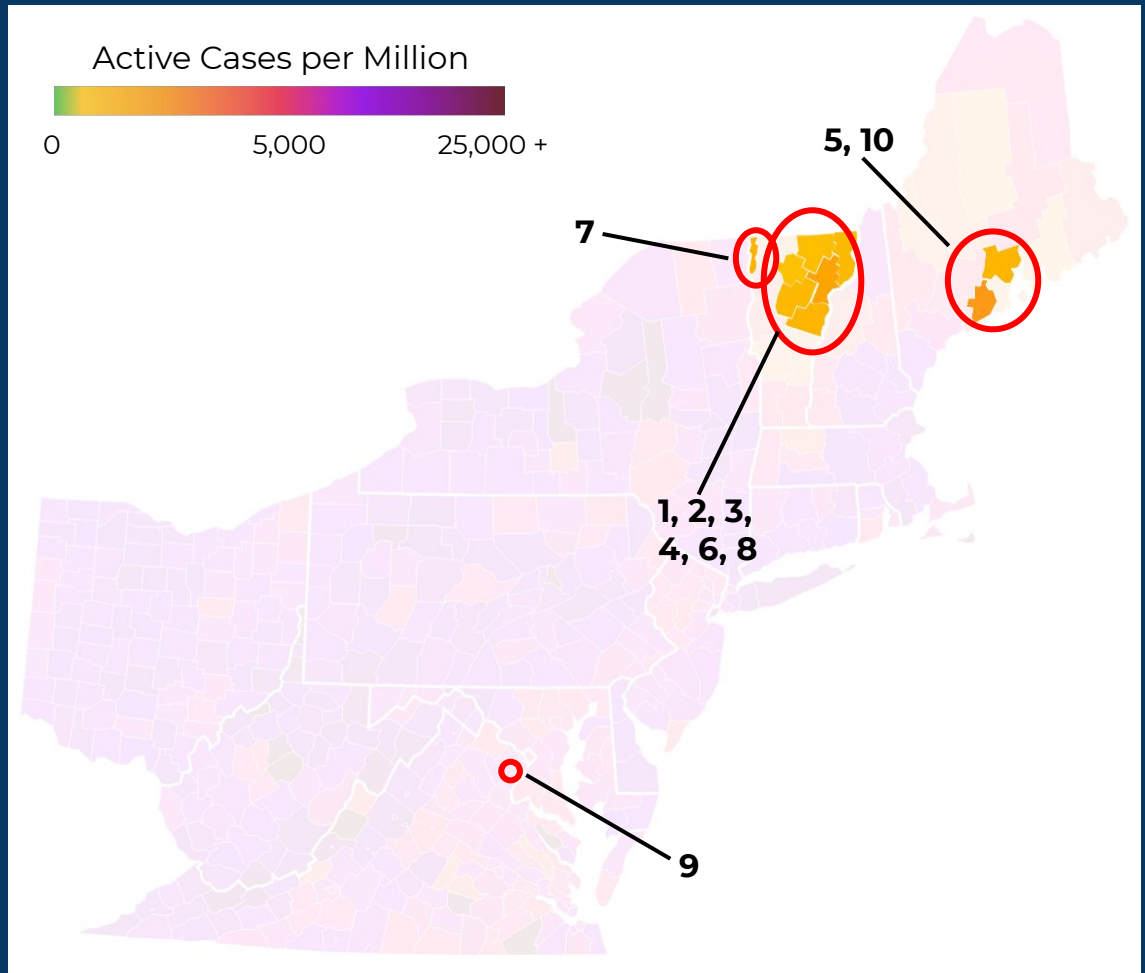 Active Cases per Million
0 5,000 25,000 +
5, 10
7
1, 2, 3,
4, 6, 8
9